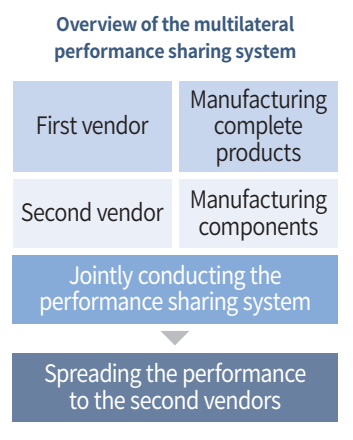 Overview of the multilateral
performance sharing system
First vendor
Manufacturing
complete
products
Second vendor
Manufacturing
components
Jointly conducting the
performance sharing system
Spreading the performance
to the second vendors